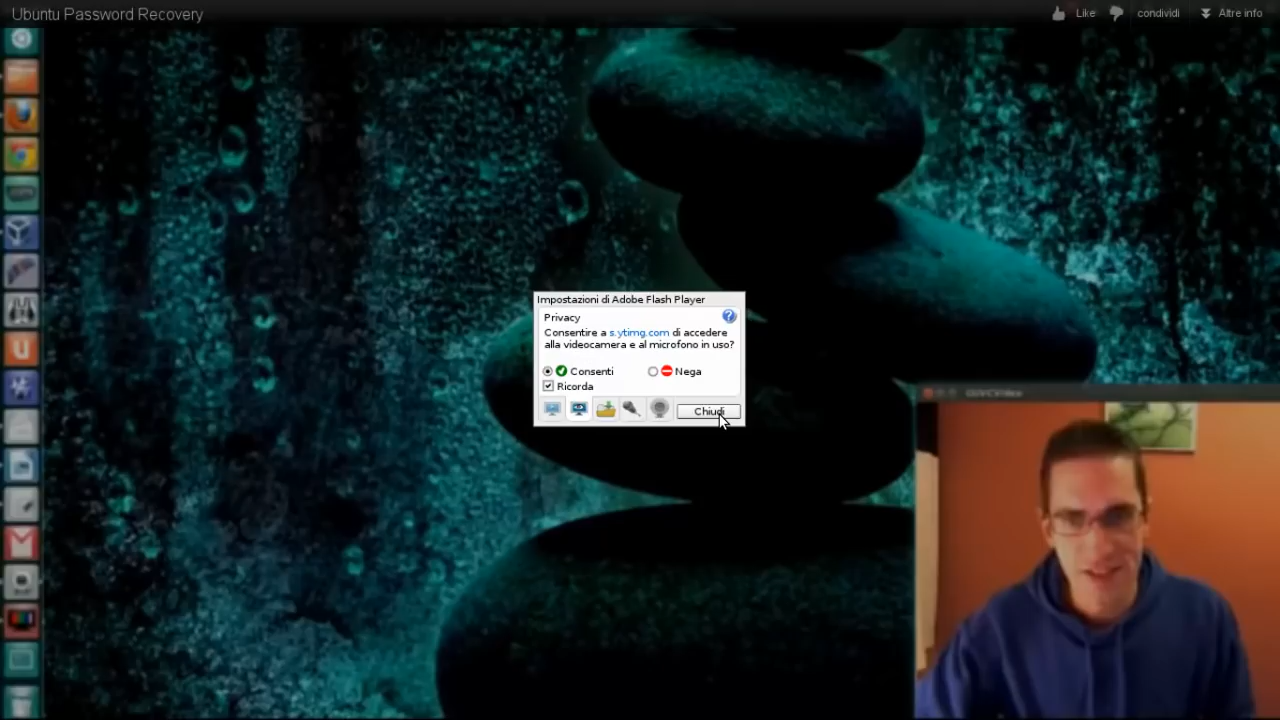 Ubuntu Password Recovery
Like
condividi
Altre info
Impostazioni di Adobe Flash Player
Privacy
Consentire a s.ytimg.com di accedere
alla videocamera e al microfono in uso?
Consenti
Nega
Ricorda
Chiudi